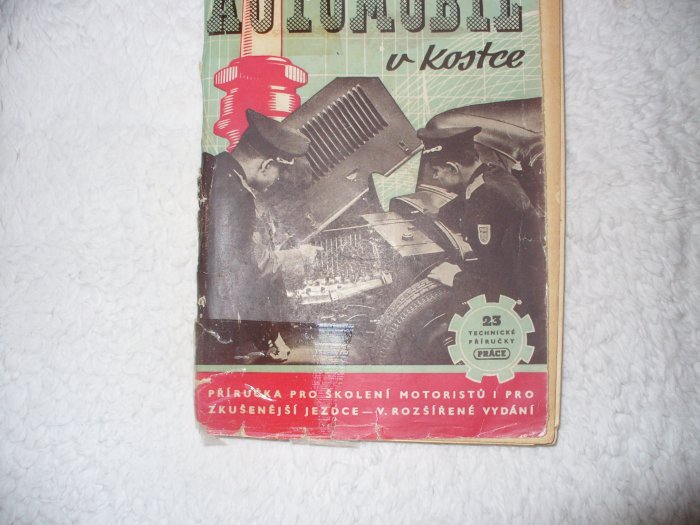 AUTOMOBIL
v kostce
23
TECHNICKÉ
PŘÍRUČKY
PRÁCE
PŘÍRUČKA PRO ŠKOLENÍ MOTORISTŮ I PRO
ZKUŠENĚJŠÍ JEZDCE — V. ROZŠÍŘENÉ VYDÁNÍ